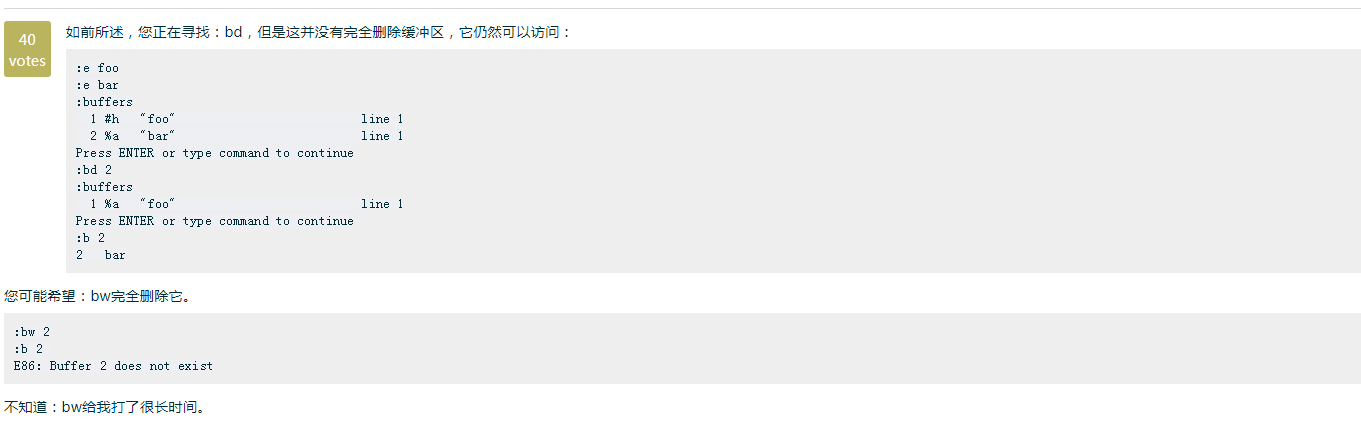 40
votes
如前所述，您正在寻找：bd，但是这并没有完全删除缓冲区，它仍然可以访问：
:e foo
:e bar
:buffers
1 #h "foo" line 1
2 %a "bar" line 1
Press ENTER or type command to continue
:bd 2
:buffers
1 %a "foo" line 1
Press ENTER or type command to continue
:b 2
2 bar
您可能希望：bw完全删除它。
:bw 2
:b 2
E86: Buffer 2 does not exist
不知道：bw给我打了很长时间。